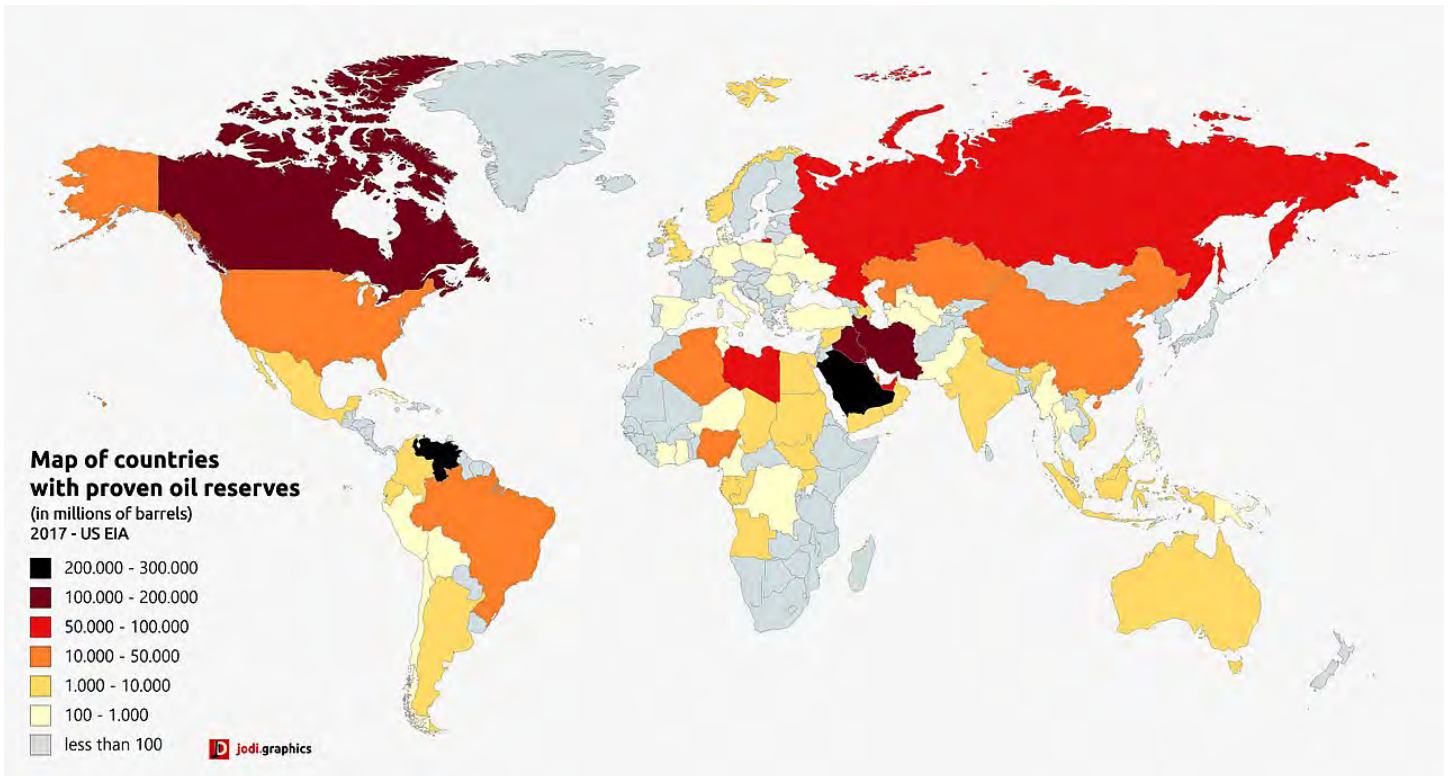 Map of countries
with proven oil reserves
(in millions of barrels)
2017 - US EIA
200.000 - 300.000
100.000 - 200.000
50.000 - 100.000
10.000 - 50.000
1.000 - 10.000
100 - 1.000
less than 100
jodi.graphics